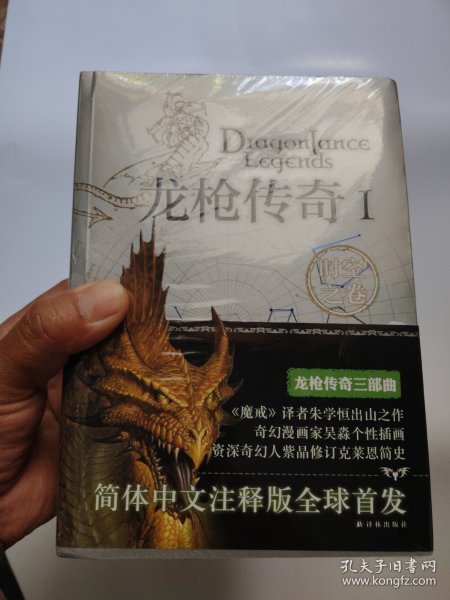 Dragonlance
Legends
龙枪传奇 I
时空
之卷
龙枪传奇三部曲
《魔戒》译者朱学恒出山之作
奇幻漫画家吴淼个性插画
资深奇幻人紫晶修订克莱恩简史
简体中文注释版全球首发
译林出版社
孔夫子旧书网
www.kongfz.com